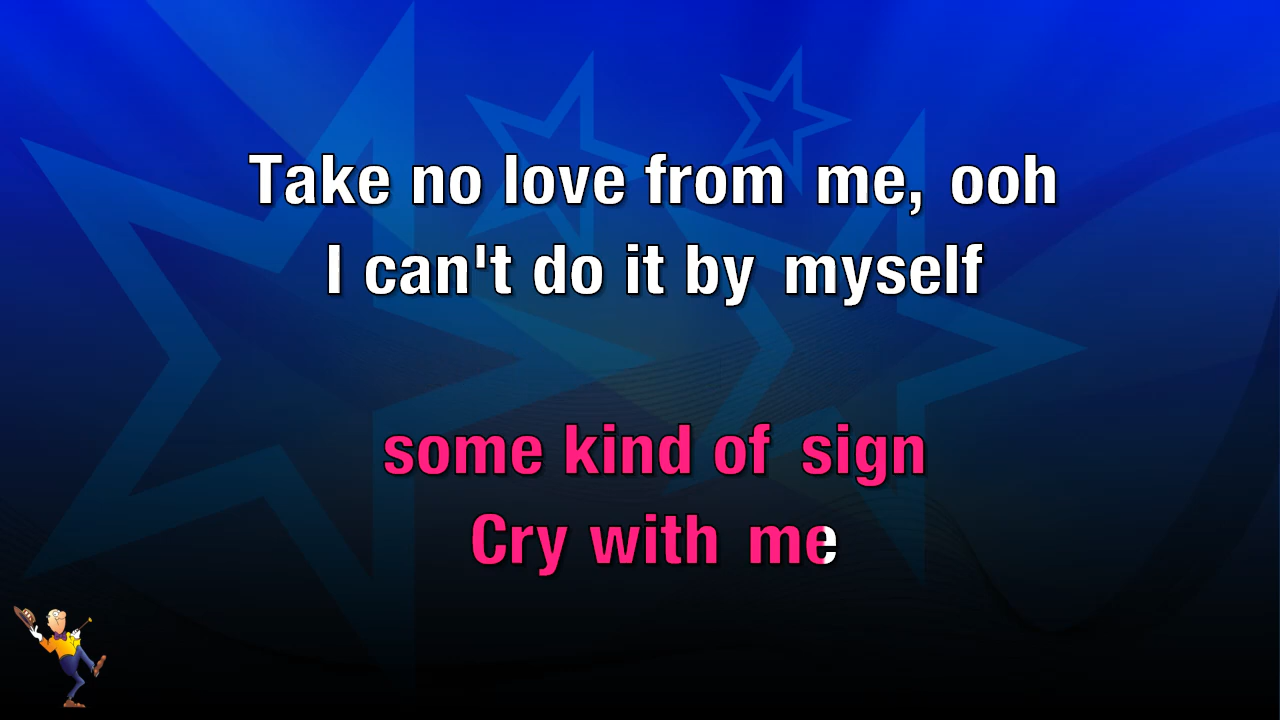 Take no love from me, ooh
I can't do it by myself
some kind of sign
Cry with me